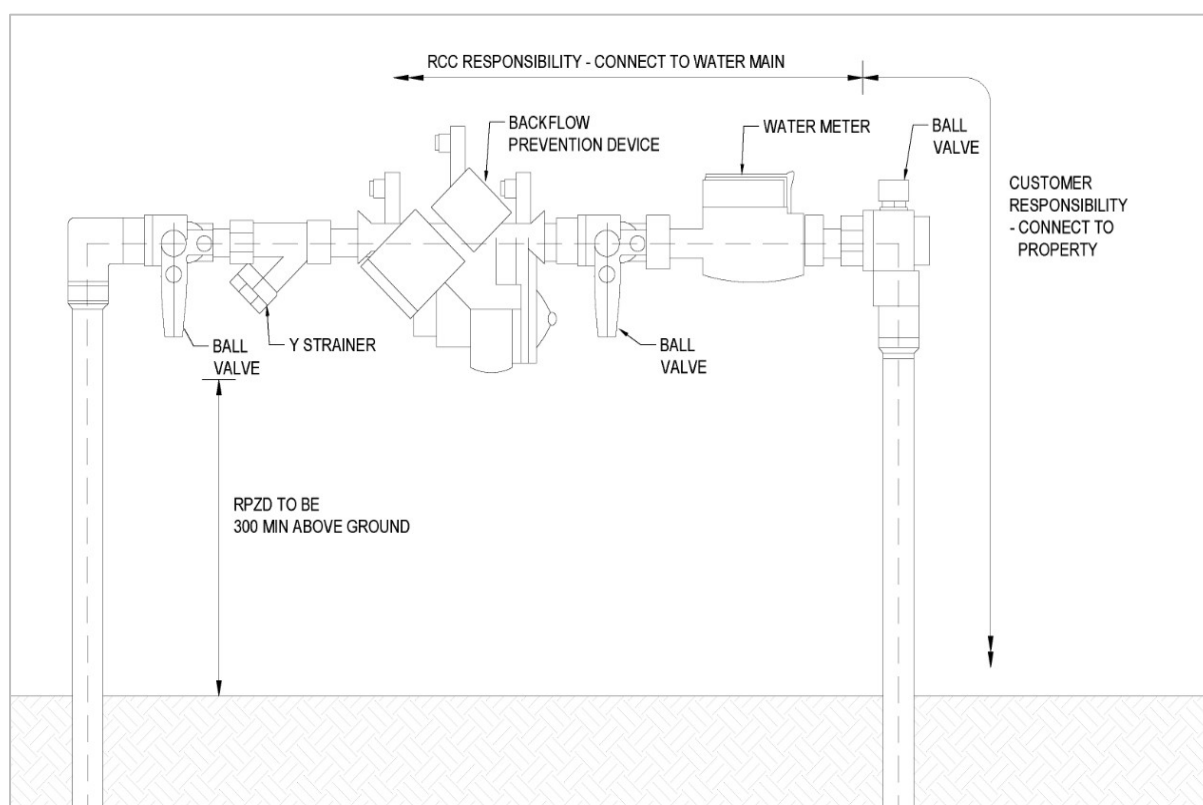 RCC RESPONSIBILITY - CONNECT TO WATER MAIN
BACKFLOW
PREVENTION DEVICE
WATER METER
BALL
VALVE
CUSTOMER
RESPONSIBILITY
- CONNECT TO
PROPERTY
BALL
VALVE
Y STRAINER
BALL
VALVE
RPZD TO BE
300 MIN ABOVE GROUND